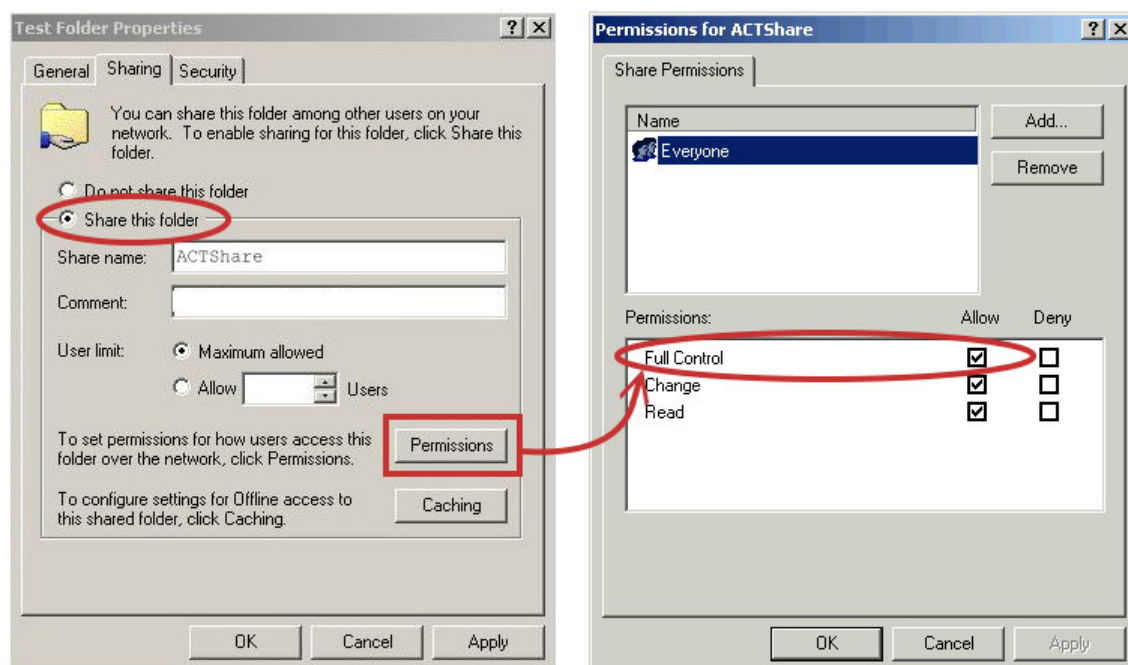 Test Folder Properties
General Sharing Security
You can share this folder among other users on your
network. To enable sharing for this folder, click Share this
folder.
Do not share this folder
Share this folder
Share name: ACTShare
Comment:
User limit: Maximum allowed
Allow Users
To set permissions for how users access this
folder over the network, click Permissions.
Permissions
To configure settings for Offline access to
this shared folder, click Caching.
Caching
OK Cancel Apply
Permissions for ACTShare
Share Permissions
Name
Everyone
Add...
Remove
Permissions: Allow Deny
Full Control
Change
Read
OK Cancel Apply